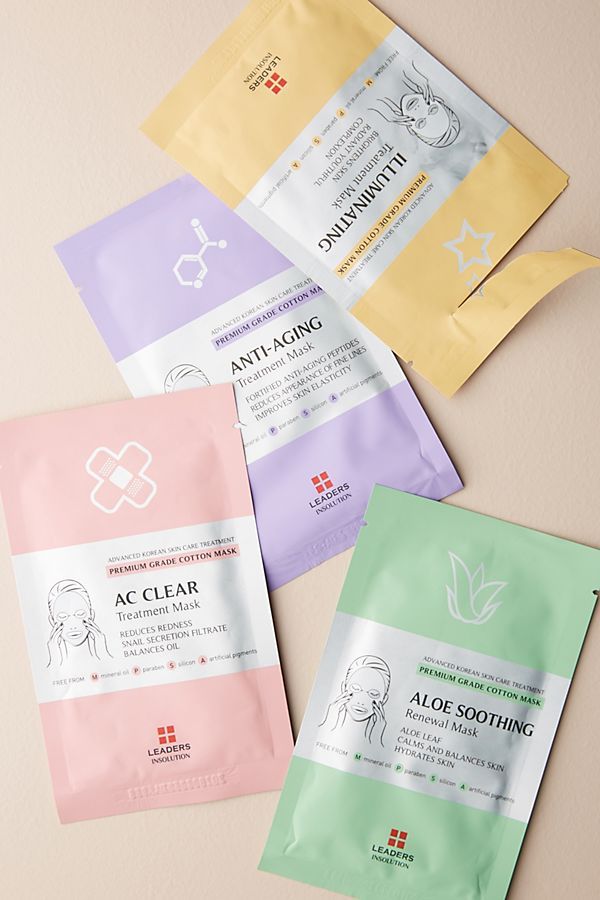 LEADERS
INSOLUTION
FREE FROM M mineral oil P paraben S silicon A artificial pigments
BRIGHTENS SKIN
RADIANT YOUTHFUL
COMPLEXION
Treatment Mask
ILLUMINATING
PREMIUM GRADE COTTON MASK
ADVANCED KOREAN SKIN CARE TREATMENT
ADVANCED KOREAN SKIN CARE TREATM
PREMIUM GRADE COTTON MA
ANTI-AGING
Treatment Mask
FORTIFIED ANTI-AGING PEPTIDES
REDUCES APPEARANCE OF FINE LINES
IMPROVES SKIN ELASTICITY
mineral oil P paraben S silicon A artificial pigments
LEADERS
INSOLUTION
ADVANCED KOREAN SKIN CARE TREATMENT
PREMIUM GRADE COTTON MASK
AC CLEAR
Treatment Mask
REDUCES REDNESS
SNAIL SECRETION FILTRATE
BALANCES OIL
FREE FROM M mineral oil P paraben S silicon A artificial pigments
LEADERS
INSOLUTION
ADVANCED KOREAN SKIN CARE TREATMENT
PREMIUM GRADE COTTON MASK
ALOE SOOTHING
Renewal Mask
ALOE LEAF
CALMS AND BALANCES SKIN
HYDRATES SKIN
FREE FROM M mineral oil P paraben S silicon A artificial pigments
LEADERS
INSOLUTION